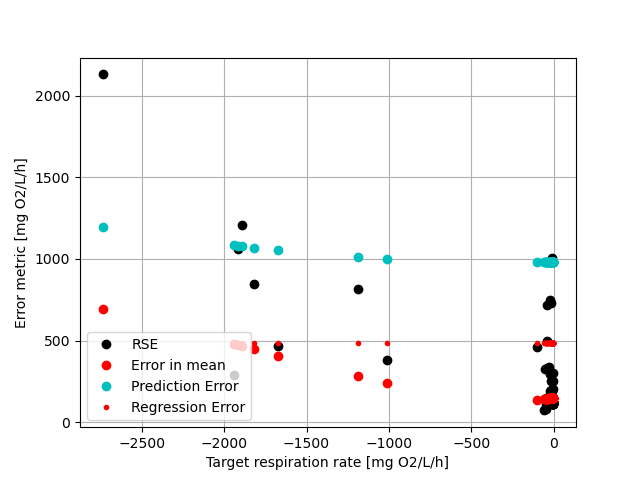 2000
1500
1000
500
0
Error metric [mg O2/L/h]
RSE
Error in mean
Prediction Error
Regression Error
−2500 −2000 −1500 −1000 −500 0
Target respiration rate [mg O2/L/h]